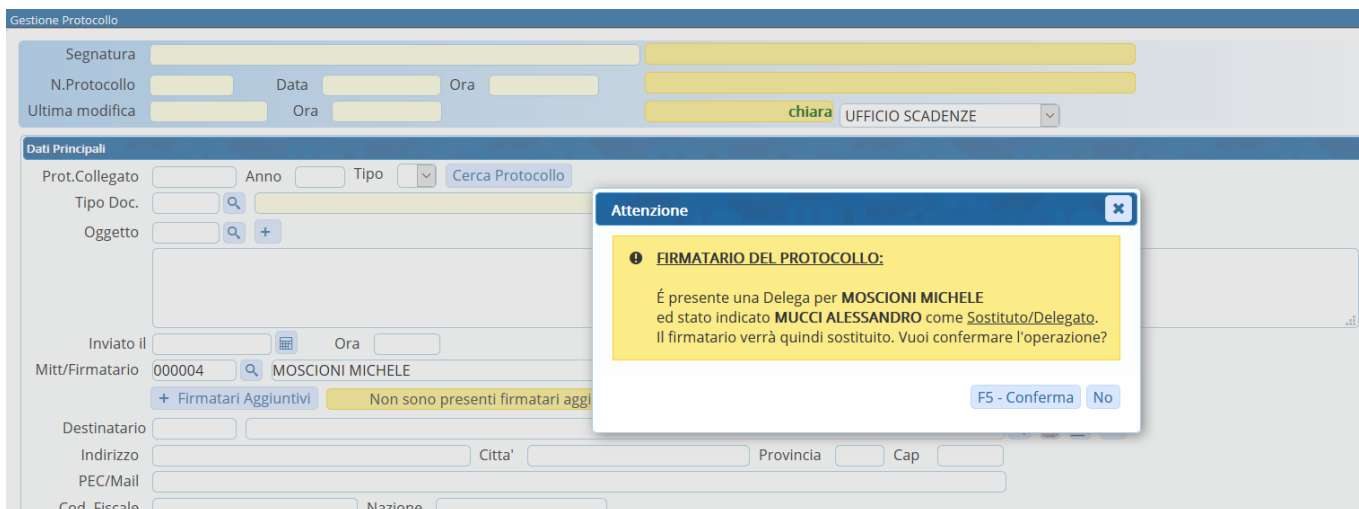 Gestione Protocollo
Segnatura
N.Protocollo Data Ora
Ultima modifica Ora chiara UFFICIO SCADENZE
Dati Principali
Prot.Collegato Anno Tipo Cerca Protocollo
Tipo Doc.
Oggetto +
Attenzione
FIRMATARIO DEL PROTOCOLLO:
É presente una Delega per MOSCIONI MICHELE
ed stato indicato MUCCI ALESSANDRO come Sostituto/Delegato.
Il firmatario verrà quindi sostituito. Vuoi confermare l'operazione?
F5 - Conferma No
Inviato il Ora
Mitt/Firmatario 000004 MOSCIONI MICHELE
+ Firmatari Aggiuntivi Non sono presenti firmatari aggi
Destinatario
Indirizzo Citta' Provincia Cap
PEC/Mail
Cod. Fiscale Nazione